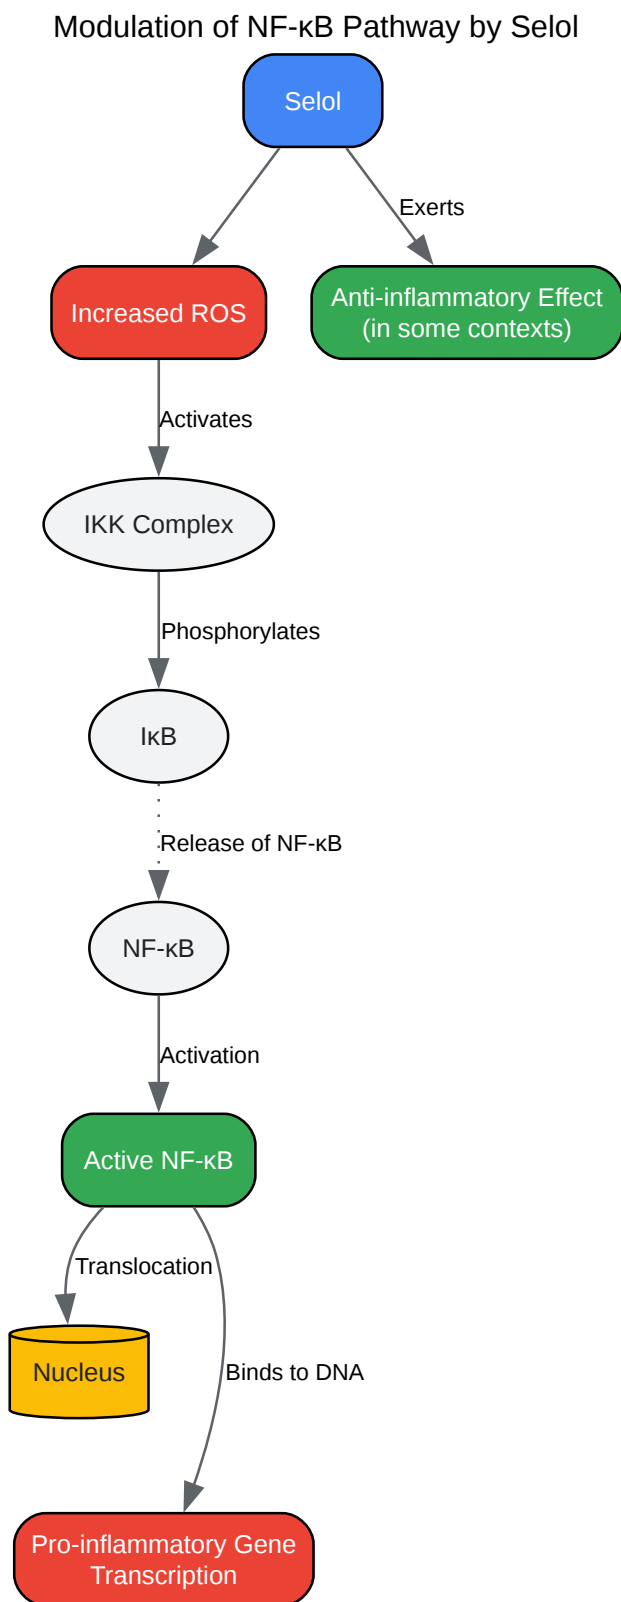 Modulation of NF-κB Pathway by Selol
Selol
Exerts
Increased ROS
Anti-inflammatory Effect
(in some contexts)
Activates
IKK Complex
Phosphorylates
IκB
Release of NF-κB
NF-κB
Activation
Active NF-κB
Translocation
Nucleus
Binds to DNA
Pro-inflammatory Gene
Transcription